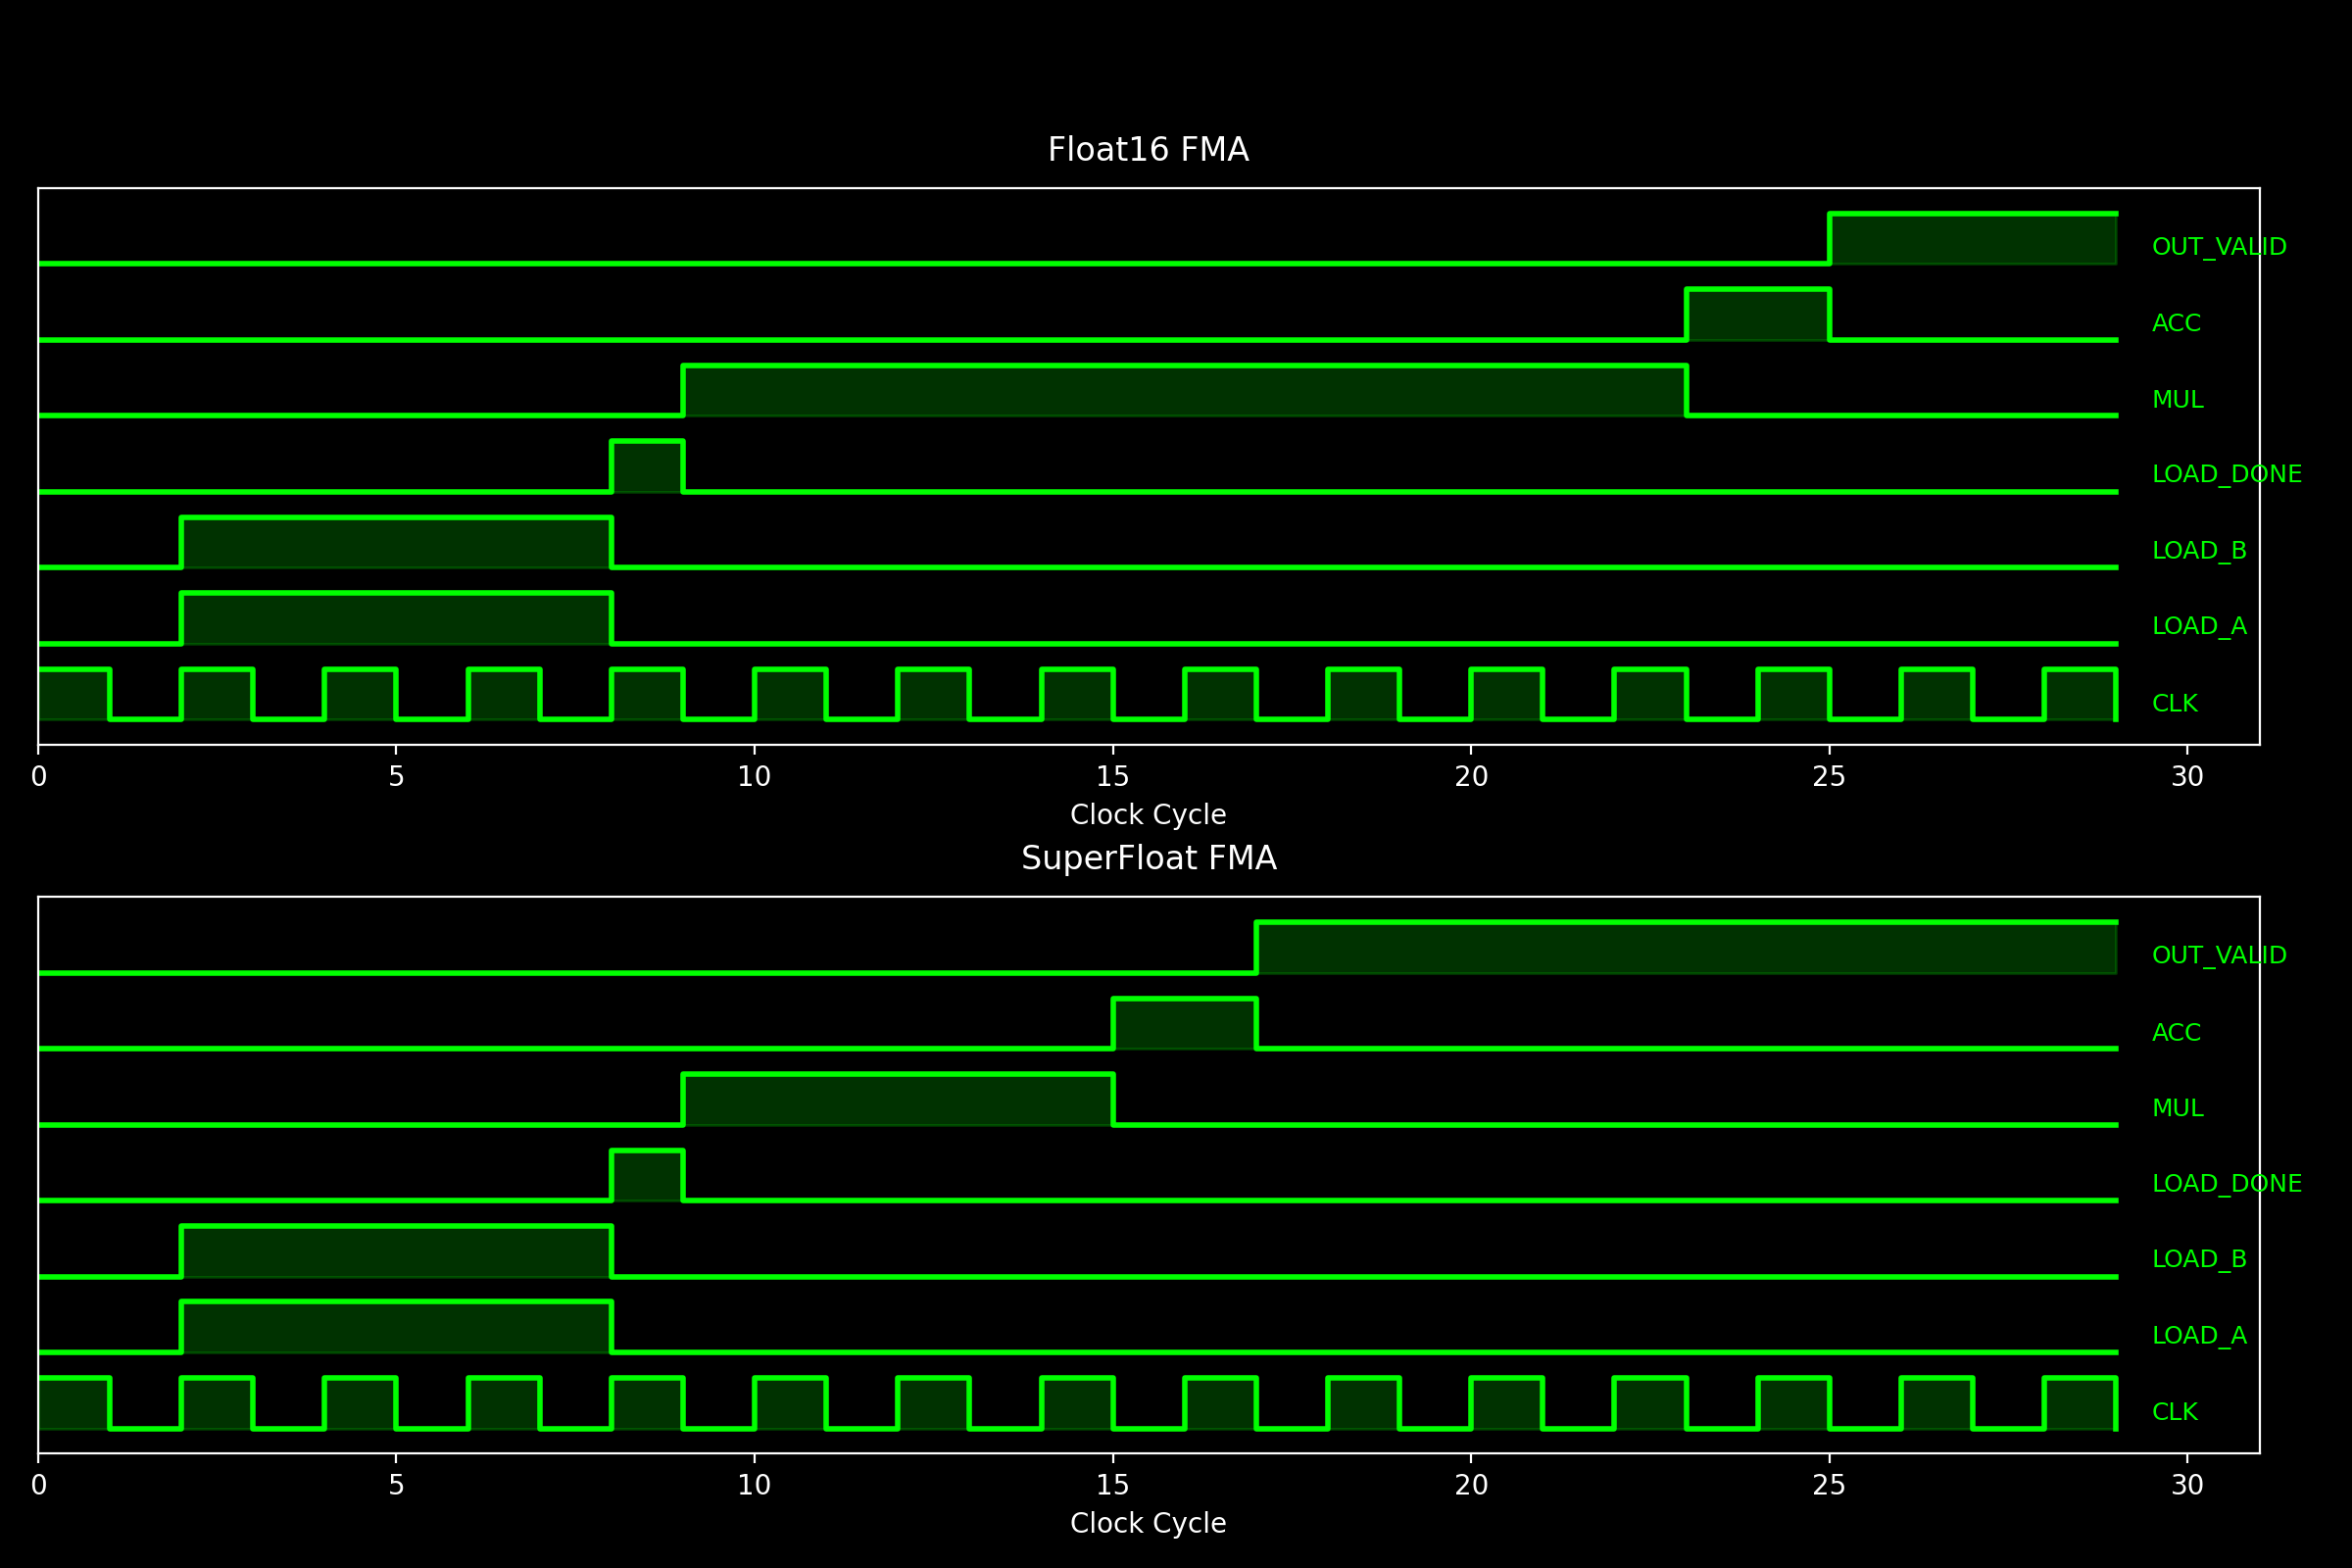 Float16 FMA
OUT_VALID
ACC
MUL
LOAD_DONE
LOAD_B
LOAD_A
CLK
0 5 10 15 20 25 30
Clock Cycle
SuperFloat FMA
OUT_VALID
ACC
MUL
LOAD_DONE
LOAD_B
LOAD_A
CLK
0 5 10 15 20 25 30
Clock Cycle